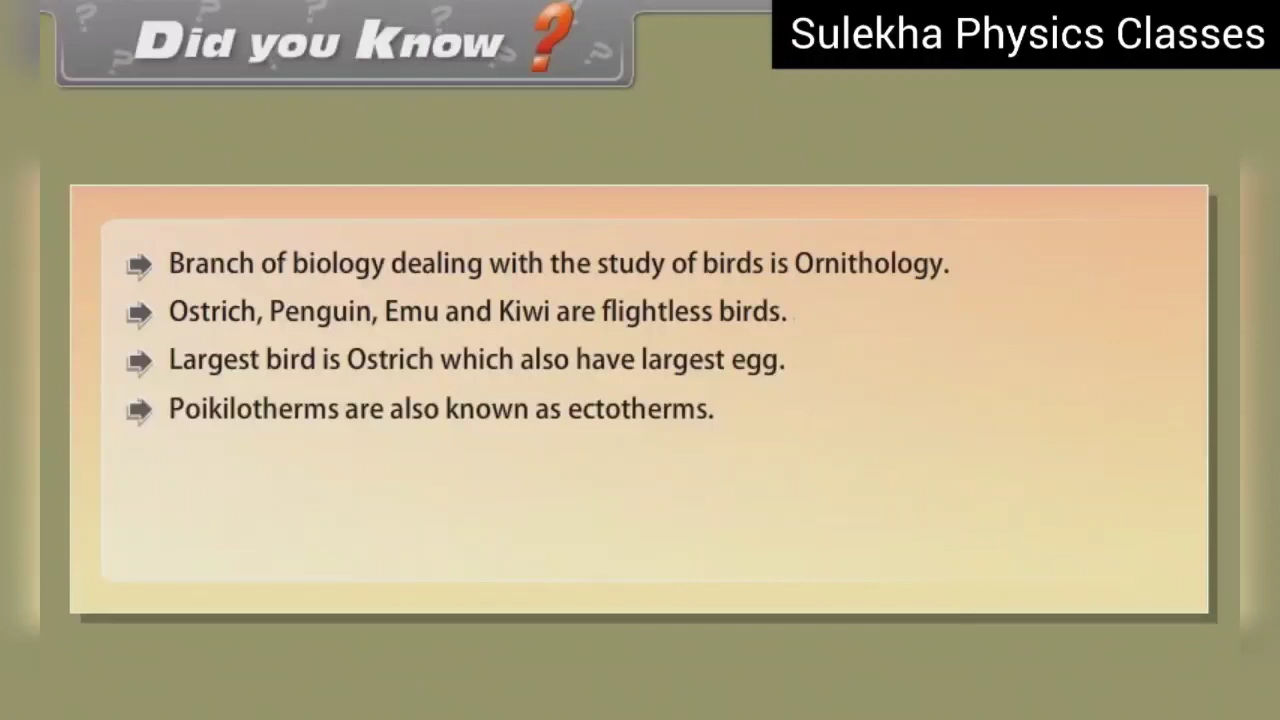 Did you Know ?
Sulekha Physics Classes
Branch of biology dealing with the study of birds is Ornithology.
Ostrich, Penguin, Emu and Kiwi are flightless birds.
Largest bird is Ostrich which also have largest egg.
Poikilotherms are also known as ectotherms.